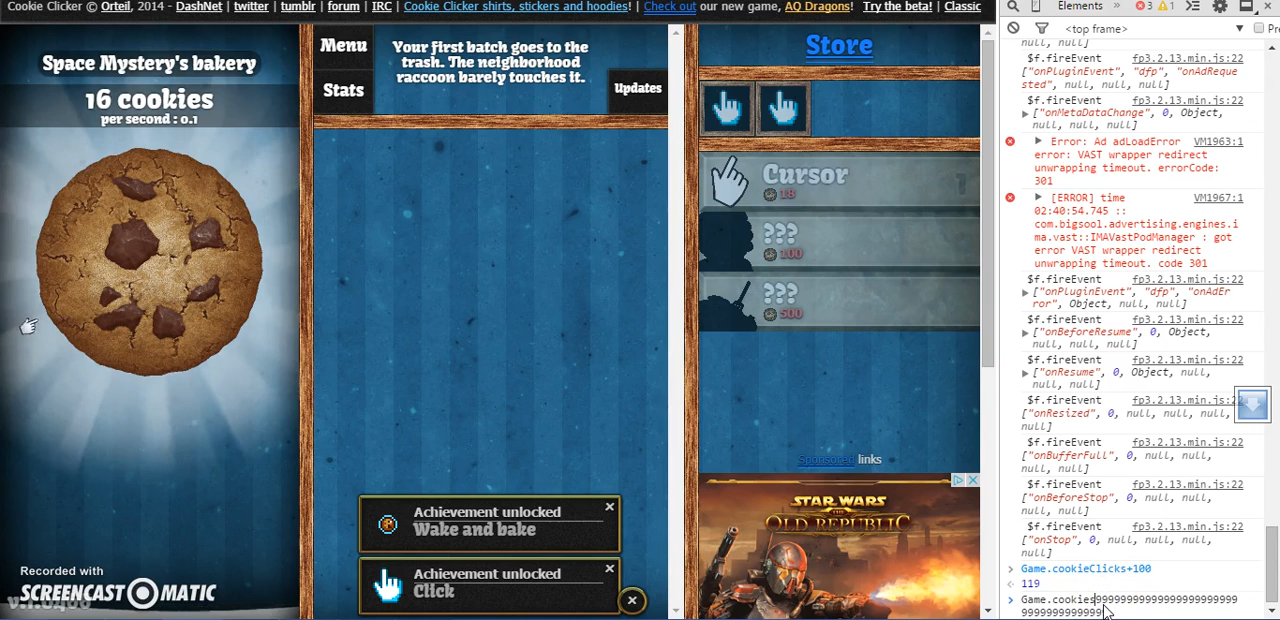 Cookie Clicker © Orteil, 2014 - DashNet | twitter | tumblr | forum | IRC | Cookie Clicker shirts, stickers and hoodies! | Check out our new game, AQ Dragons! | Try the beta! | Classic
Space Mystery's bakery
16 cookies
per second : 0.1
Menu
Stats
Your first batch goes to the
trash. The neighborhood
raccoon barely touches it.
Updates
Store
Cursor
18
1
???
100
???
500
Sponsored links
STAR WARS
THE
OLD REPUBLIC
Achievement unlocked
Wake and bake
Achievement unlocked
Click
Recorded with
SCREENCAST MATIC
Elements » 3 1
<top frame>
null, null]
$f.fireEvent fp3.2.13.min.js:22
["onPluginEvent", "dfp", "onAdReque
sted", null, null, null]
$f.fireEvent fp3.2.13.min.js:22
["onMetaDataChange", 0, Object,
null, null, null]
Error: Ad adLoadError VM1963:1
error: VAST wrapper redirect
unwrapping timeout. errorCode:
301
[ERROR] time VM1967:1
02:40:54.745 ::
com.bigsool.advertising.engines.i
ma.vast::IMAVastPodManager : got
error VAST wrapper redirect
unwrapping timeout. code 301
$f.fireEvent fp3.2.13.min.js:22
["onPluginEvent", "dfp", "onAdEr
ror", Object, null, null]
$f.fireEvent fp3.2.13.min.js:22
["onBeforeResume", 0, Object,
null, null, null]
$f.fireEvent fp3.2.13.min.js:22
["onResume", 0, Object, null,
null, null]
$f.fireEvent fp3.2.13.min.js:22
["onResized", 0, null, null, null,
null]
$f.fireEvent fp3.2.13.min.js:22
["onBufferFull", 0, null, null,
null, null]
$f.fireEvent fp3.2.13.min.js:22
["onBeforeStop", 0, null, null,
null, null]
$f.fireEvent fp3.2.13.min.js:22
["onStop", 0, null, null, null,
null]
Game.cookieClicks+100
119